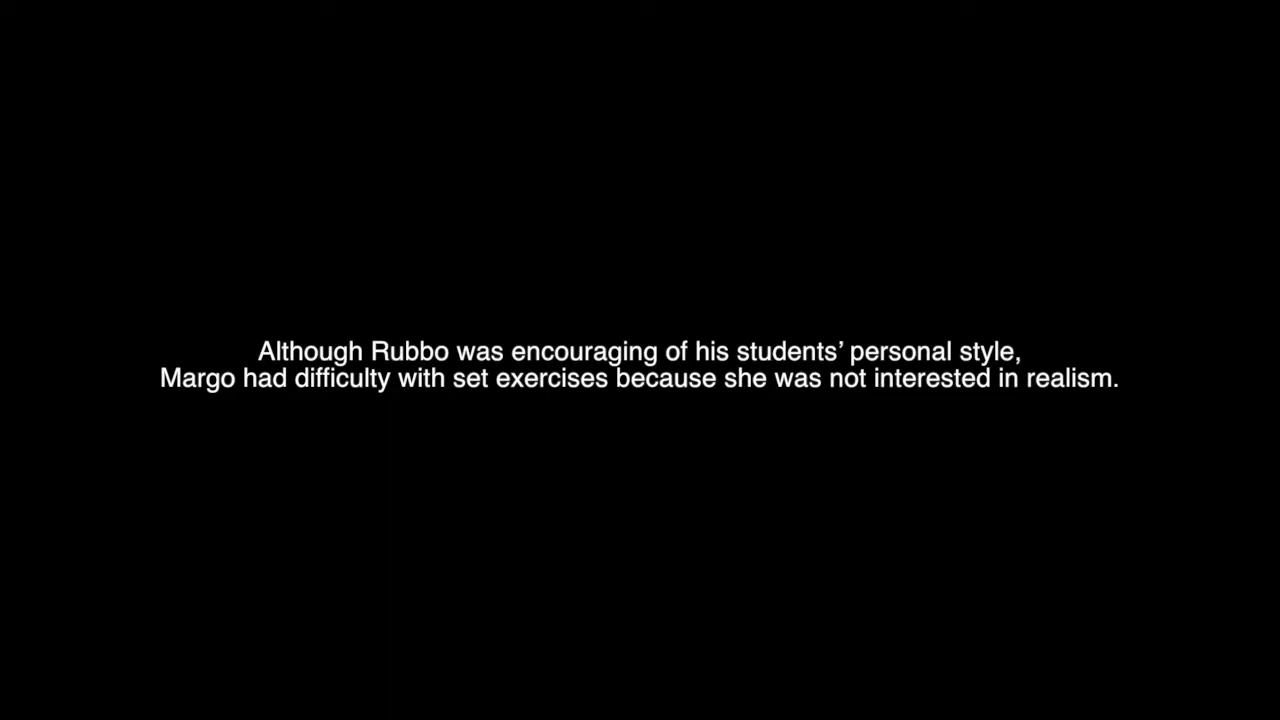 Although Rubbo was encouraging of his students’ personal style,
Margo had difficulty with set exercises because she was not interested in realism.